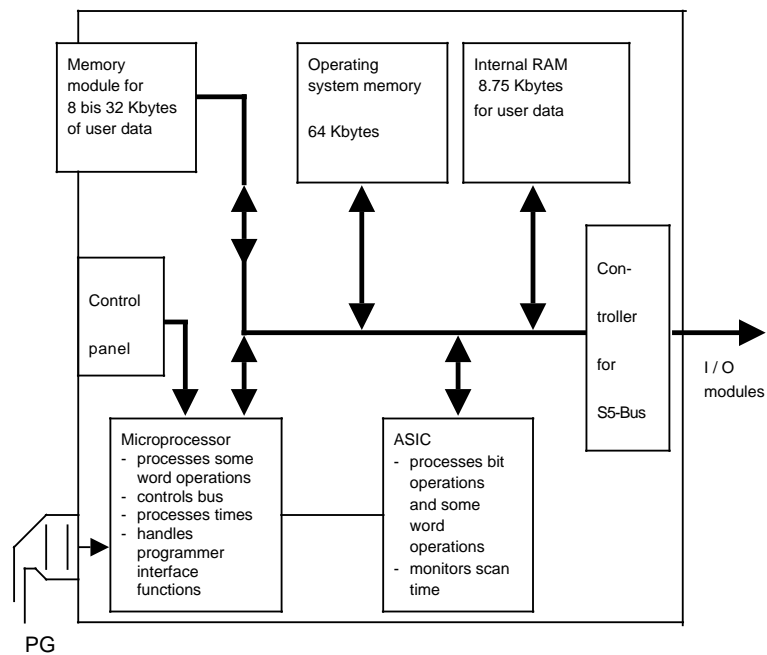 Memory
module for
8 bis 32 Kbytes
of user data
Operating
system memory
64 Kbytes
Internal RAM
8.75 Kbytes
for user data
Control
panel
Con-
troller
for
S5-Bus
I / O
modules
Microprocessor
- processes some
word operations
- controls bus
- processes times
- handles
programmer
interface
functions
ASIC
- processes bit
operations
and some
word
operations
- monitors scan
time
PG